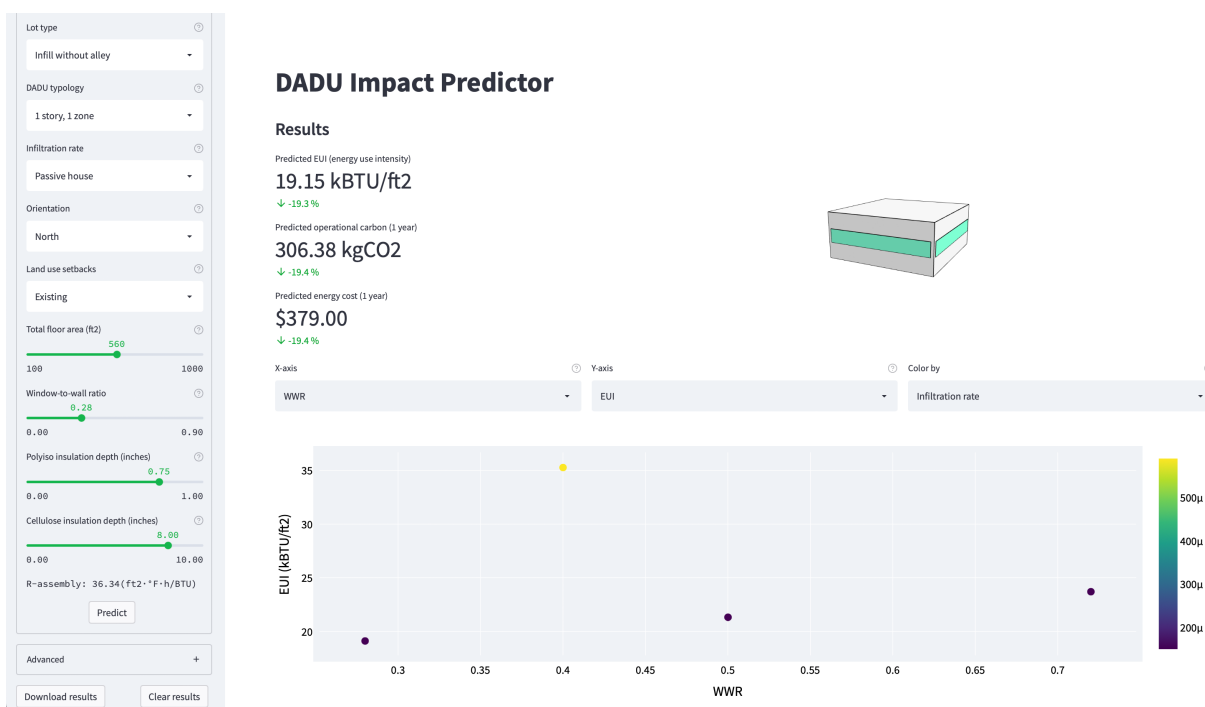 Lot type
Infill without alley
DADU typology
1 story, 1 zone
Infiltration rate
Passive house
Orientation
North
Land use setbacks
Existing
Total floor area (ft2)
560
100 1000
Window-to-wall ratio
0.28
0.00 0.90
Polyiso insulation depth (inches)
0.75
0.00 1.00
Cellulose insulation depth (inches)
8.00
0.00 10.00
R-assembly: 36.34(ft2·°F·h/BTU)
Predict
Advanced +
Download results Clear results
DADU Impact Predictor
Results
Predicted EUI (energy use intensity)
19.15 kBTU/ft2
↓ -19.3 %
Predicted operational carbon (1 year)
306.38 kgCO2
↓ -19.4 %
Predicted energy cost (1 year)
$379.00
↓ -19.4 %
X-axis Y-axis Color by
WWR EUI Infiltration rate
35
30
25
20
EUI (kBTU/ft2)
0.3 0.35 0.4 0.45 0.5 0.55 0.6 0.65 0.7
WWR
500μ
400μ
300μ
200μ